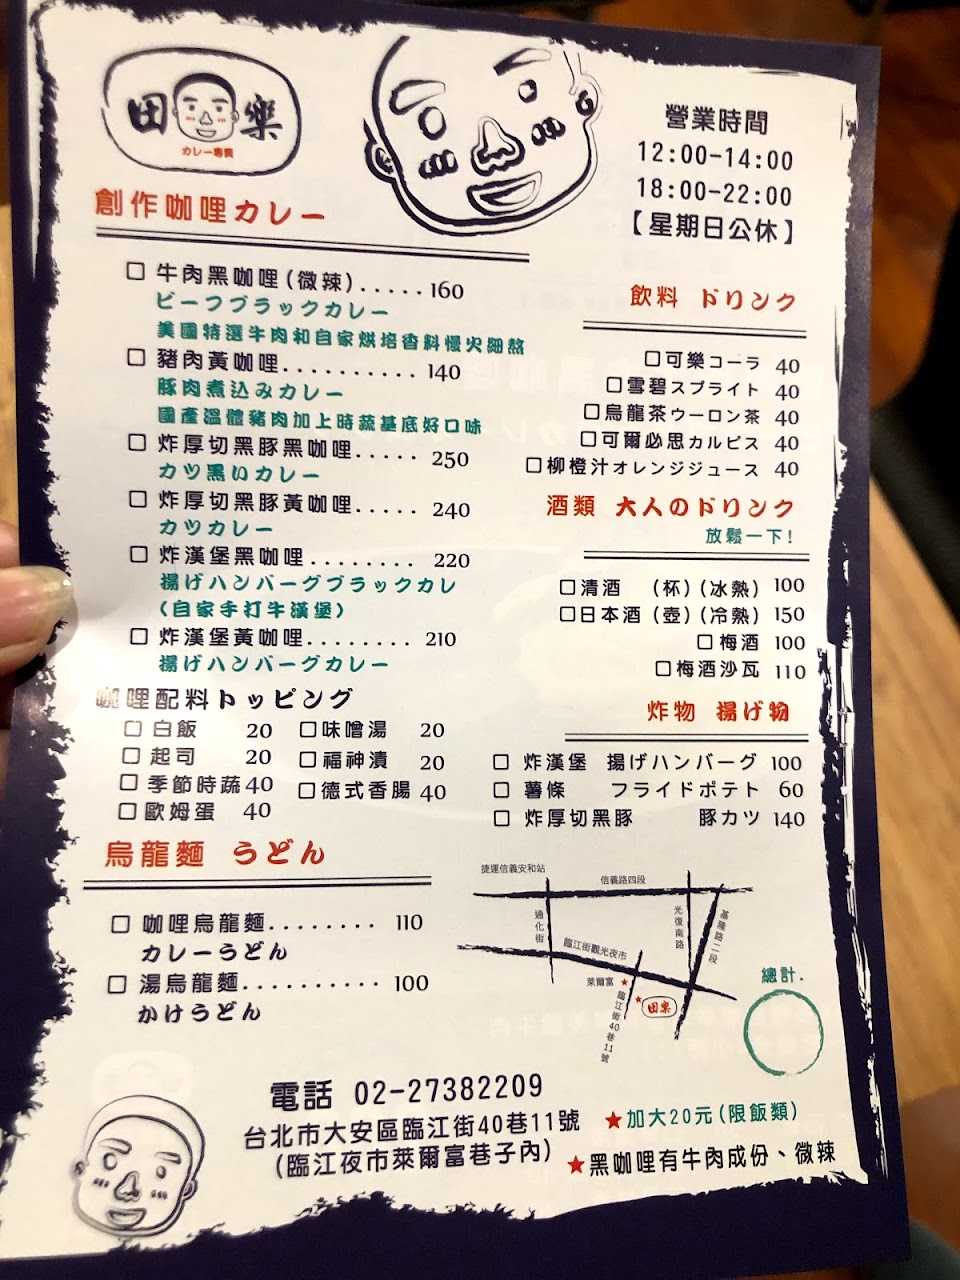 田樂
カレー専賣
營業時間
12:00-14:00
18:00-22:00
【星期日公休】
創作咖哩カレー
□ 牛肉黑咖哩(微辣).....160
ビーフブラックカレー
美國特選牛肉和自家烘培香料慢火細熬
□ 豬肉黃咖哩..........140
豚肉煮込みカレー
國產溫體豬肉加上時蔬基底好口味
□ 炸厚切黑豚黑咖哩..... 250
カツ黒いカレー
□ 炸厚切黑豚黃咖哩..... 240
カツカレー
□ 炸漢堡黑咖哩........ 220
揚げハンバーグブラックカレ
(自家手打牛漢堡)
□ 炸漢堡黃咖哩........ 210
揚げハンバーグカレー
咖哩配料トッピング
□ 白飯 20 □味噌湯 20
□ 起司 20 □福神漬 20
□ 季節時蔬40 □德式香腸 40
□ 歐姆蛋 40
烏龍麵 うどん
□ 咖哩烏龍麵........ 110
カレーうどん
□ 湯烏龍麵.......... 100
かけうどん
飲料 ドリンク
□可樂コーラ 40
□雪碧スプライト 40
□烏龍茶ウーロン茶 40
□可爾必思カルピス 40
□柳橙汁オレンジジュース 40
酒類 大人のドリンク
放鬆一下!
□清酒 (杯)(冰熱) 100
□日本酒(壺)(冷熱) 150
□梅酒 100
□梅酒沙瓦 110
炸物 揚げ物
□ 炸漢堡 揚げハンバーグ 100
□ 薯條 フライドポテト 60
□ 炸厚切黑豚 豚カツ 140
捷運信義安和站
信義路四段
通化街
光復南路
基隆路二段
臨江街觀光夜市
萊爾富
臨江街40巷11號
田樂
總計.
電話 02-27382209
台北市大安區臨江街40巷11號
(臨江夜市萊爾富巷子內)
★加大20元(限飯類)
★黑咖哩有牛肉成份、微辣